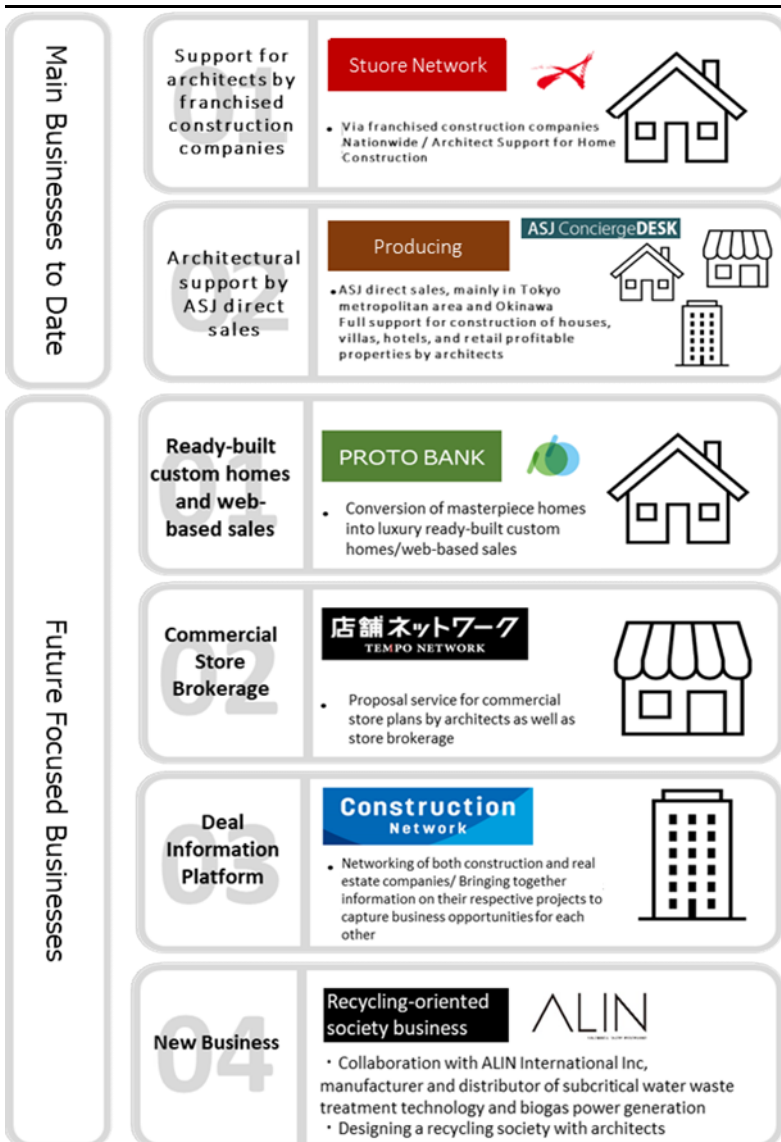 Main Businesses to Date
01
Support for
architects by
franchised
construction
companies
Stuore Network
• Via franchised construction companies
Nationwide / Architect Support for Home
Construction
02
Architectural
support by
ASJ direct
sales
Producing
ASJ ConciergeDESK
•ASJ direct sales, mainly in Tokyo
metropolitan area and Okinawa
Full support for construction of houses,
villas, hotels, and retail profitable
properties by architects
Future Focused Businesses
01
Ready-built
custom homes
and web-
based sales
PROTO BANK
• Conversion of masterpiece homes
into luxury ready-built custom
homes/web-based sales
02
Commercial
Store
Brokerage
店舗ネットワーク
TEMPO NETWORK
• Proposal service for commercial
store plans by architects as well as
store brokerage
03
Deal
Information
Platform
Construction
Network
• Networking of both construction and real
estate companies/ Bringing together
information on their respective projects to
capture business opportunities for each
other
04
New Business
Recycling-oriented
society business
ALIN
・Collaboration with ALIN International Inc,
manufacturer and distributor of subcritical water waste
treatment technology and biogas power generation
・Designing a recycling society with architects